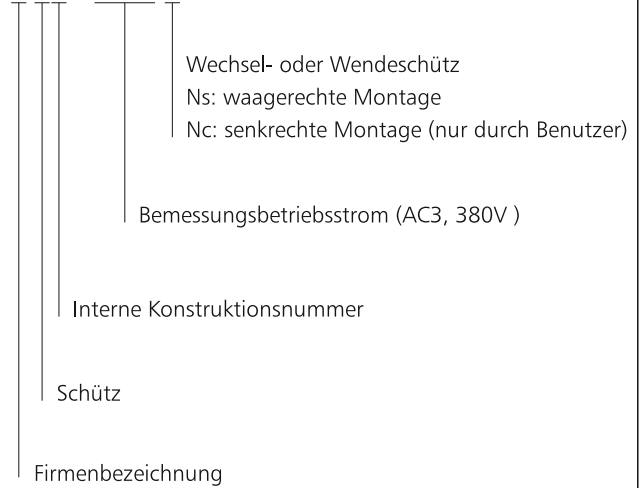 Wechsel- oder Wendeschütz
Ns: waagerechte Montage
Nc: senkrechte Montage (nur durch Benutzer)
Bemessungsbetriebsstrom (AC3, 380V )
Interne Konstruktionsnummer
Schütz
Firmenbezeichnung